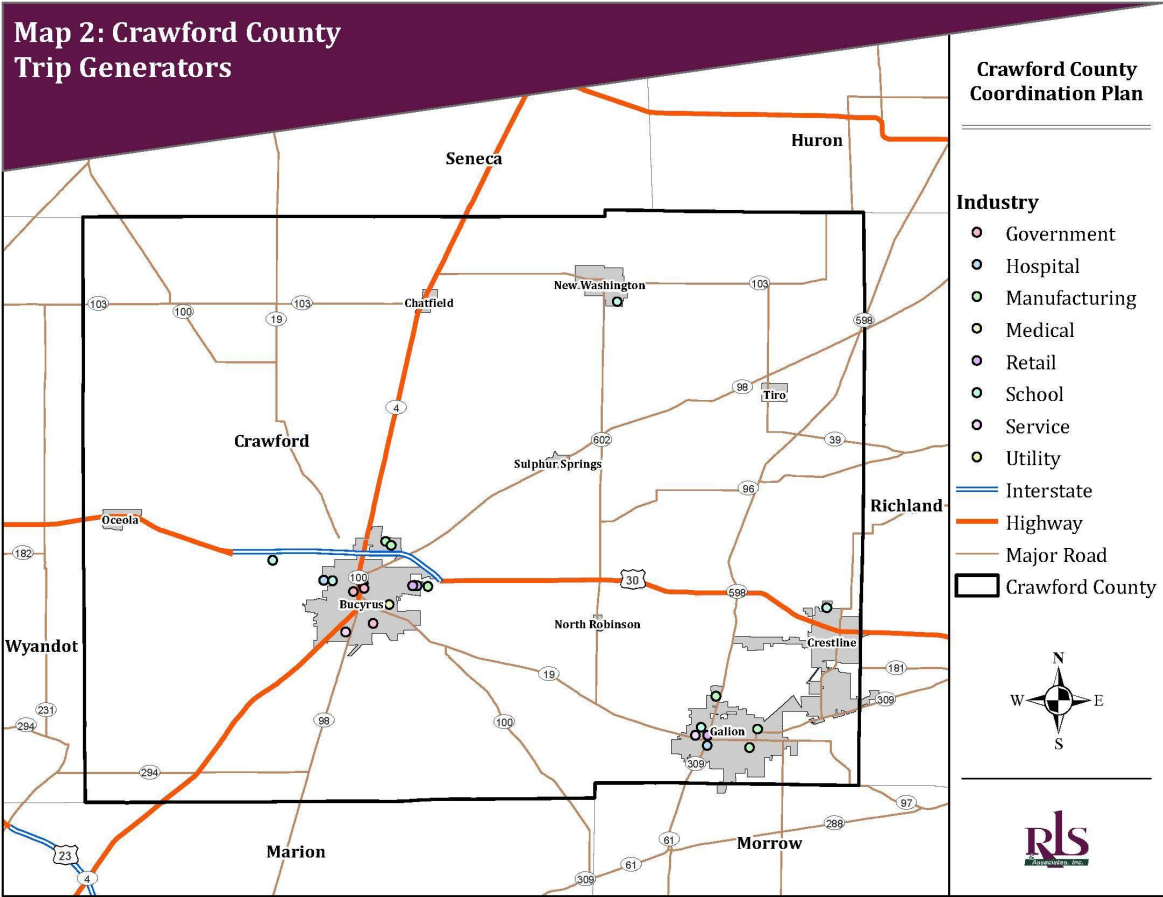 Map 2: Crawford County
Trip Generators
Crawford County
Coordination Plan
Industry
Government
Hospital
Manufacturing
Medical
Retail
School
Service
Utility
Interstate
Highway
Major Road
Crawford County
N
W
E
S
RLS
& Associates, Inc.
Huron
Seneca
New Washington
103
103
103
Chatfield
100
19
598
98
Tiro
4
602
39
Crawford
Sulphur Springs
96
Richland
Oceola
182
100
30
598
Bucyrus
North Robinson
Crestline
Wyandot
181
19
309
231
294
98
100
Galion
309
294
97
288
61
Morrow
23
Marion
61
4
309